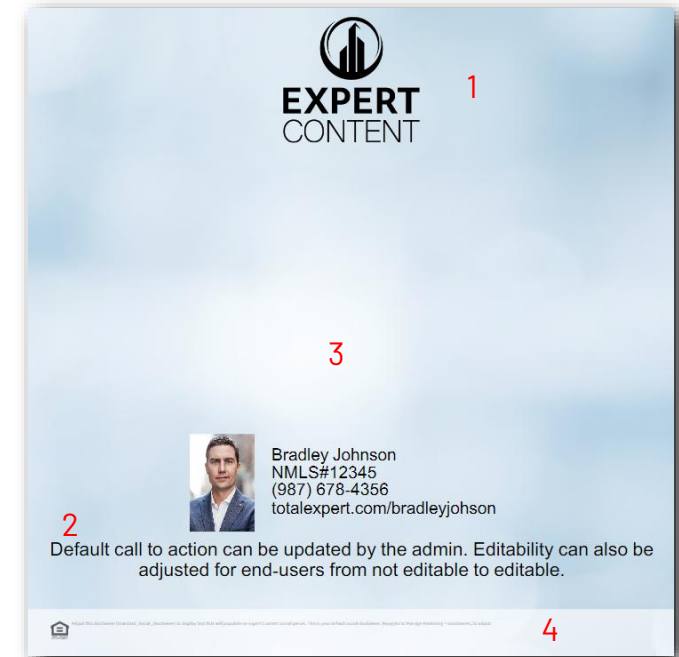 EXPERT
CONTENT
1
3
Bradley Johnson
NMLS#12345
(987) 678-4356
totalexpert.com/bradleyjohson
2
Default call to action can be updated by the admin. Editability can also be
adjusted for end-users from not editable to editable.
4